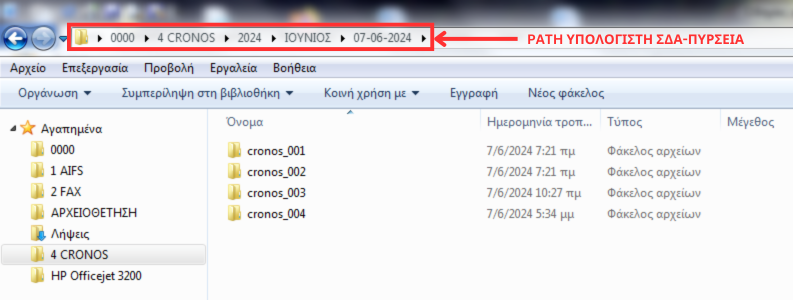 0000 ▸ 4 CRONOS ▸ 2024 ▸ ΙΟΥΝΙΟΣ ▸ 07-06-2024 ▸ PATH ΥΠΟΛΟΓΙΣΤΗ ΣΔΑ-ΠΥΡΣΕΙΑ
Αρχείο Επεξεργασία Προβολή Εργαλεία Βοήθεια
Οργάνωση Συμπερίληψη στη βιβλιοθήκη Κοινή χρήση με Εγγραφή Νέος φάκελος
Αγαπημένα
0000
1 AIFS
2 FAX
ΑΡΧΕΙΟΘΕΤΗΣΗ
Λήψεις
4 CRONOS
HP Officejet 3200
Όνομα Ημερομηνία τροπ... Τύπος Μέγεθος
cronos_001 7/6/2024 7:21 πμ Φάκελος αρχείων
cronos_002 7/6/2024 7:21 πμ Φάκελος αρχείων
cronos_003 7/6/2024 10:27 πμ Φάκελος αρχείων
cronos_004 7/6/2024 5:34 μμ Φάκελος αρχείων